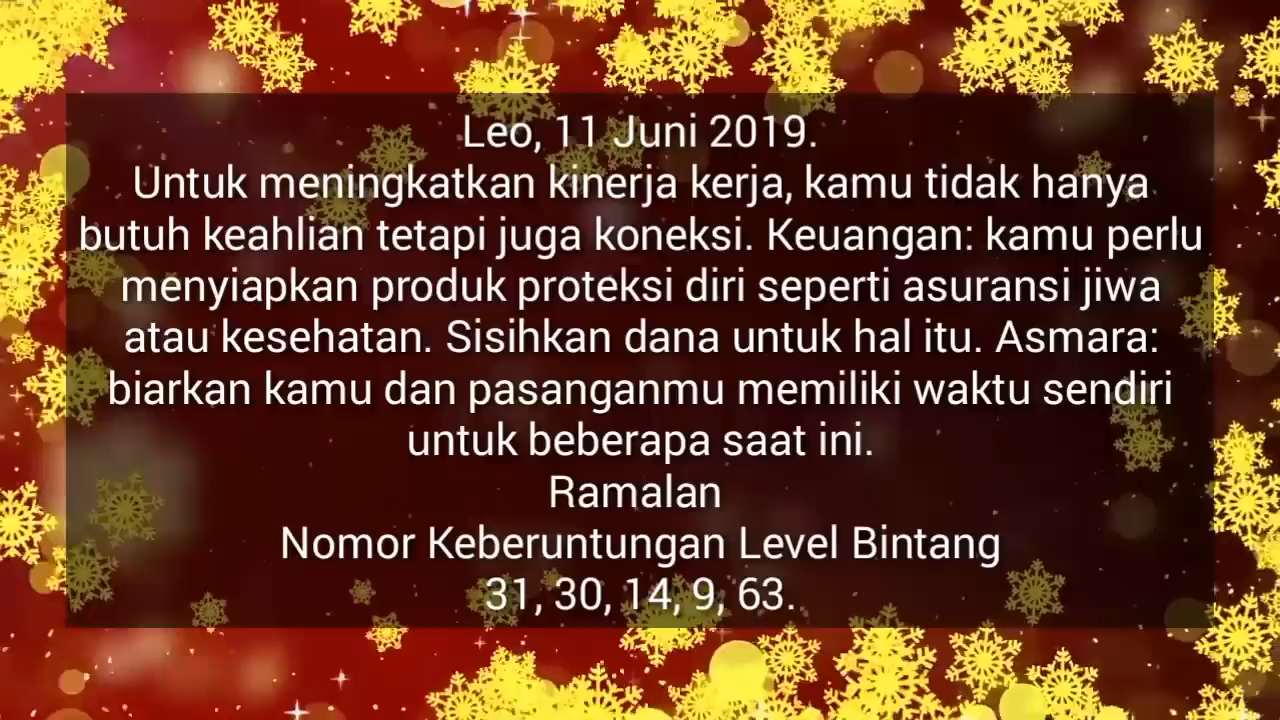 Leo, 11 Juni 2019.
Untuk meningkatkan kinerja kerja, kamu tidak hanya
butuh keahlian tetapi juga koneksi. Keuangan: kamu perlu
menyiapkan produk proteksi diri seperti asuransi jiwa
atau kesehatan. Sisihkan dana untuk hal itu. Asmara:
biarkan kamu dan pasanganmu memiliki waktu sendiri
untuk beberapa saat ini.
Ramalan
Nomor Keberuntungan Level Bintang
31, 30, 14, 9, 63.